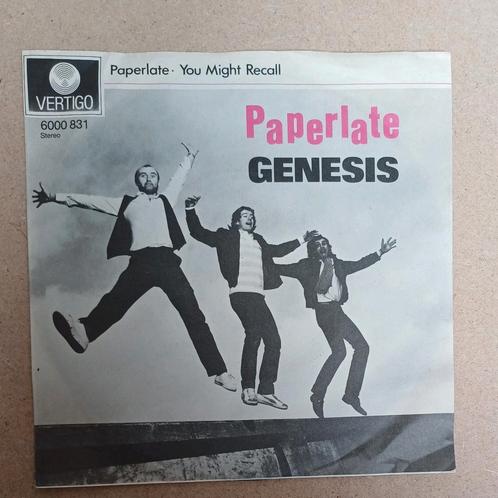 Paperlate · You Might Recall
VERTIGO
6000 831
Stereo
Paperlate
GENESIS